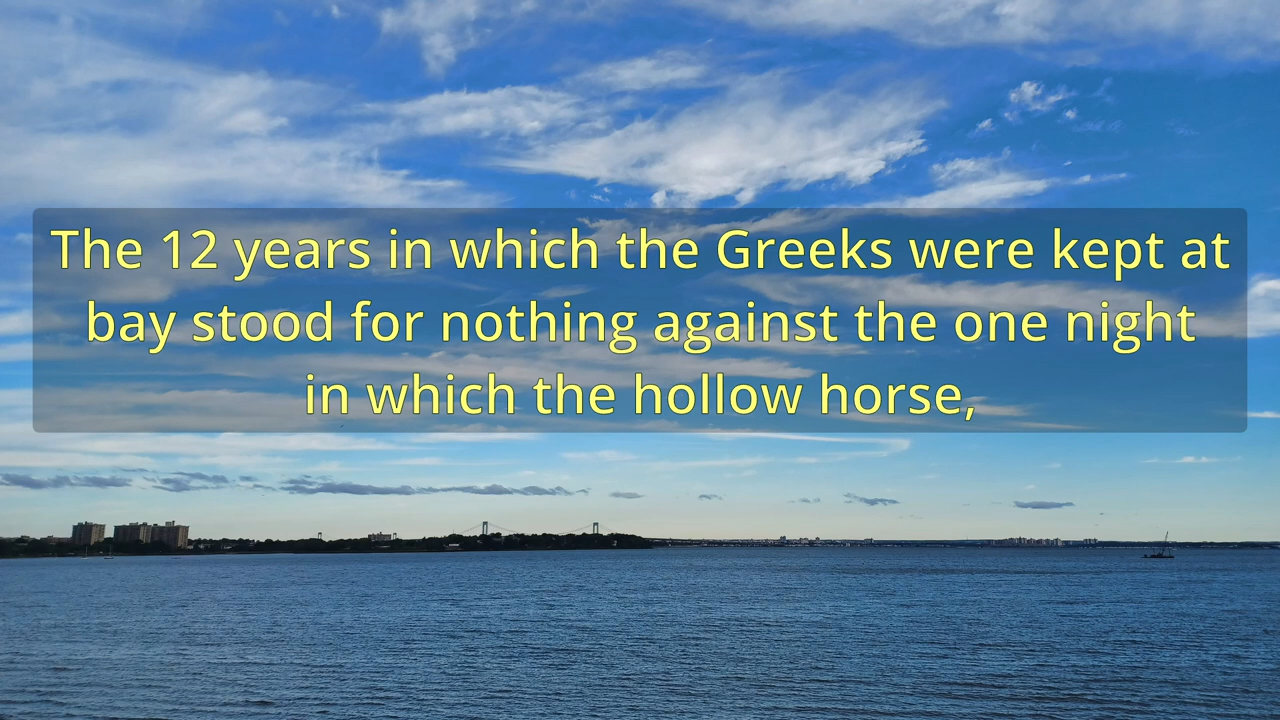 The 12 years in which the Greeks were kept at
bay stood for nothing against the one night
in which the hollow horse,